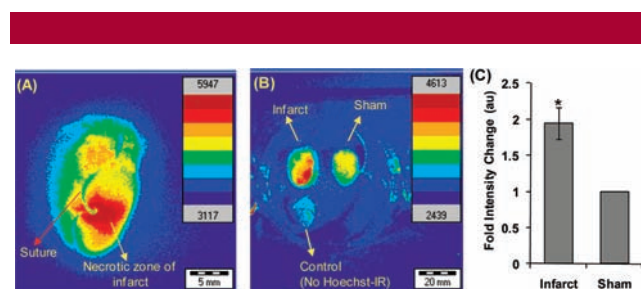 (A)
5947
3117
Suture
Necrotic zone of
infarct
5 mm
(B)
4613
2439
Infarct
Sham
Control
(No Hoechst-IR)
20 mm
(C)
Fold Intensity Change (au)
2.5
2
1.5
1
0.5
0
*
Infarct
Sham